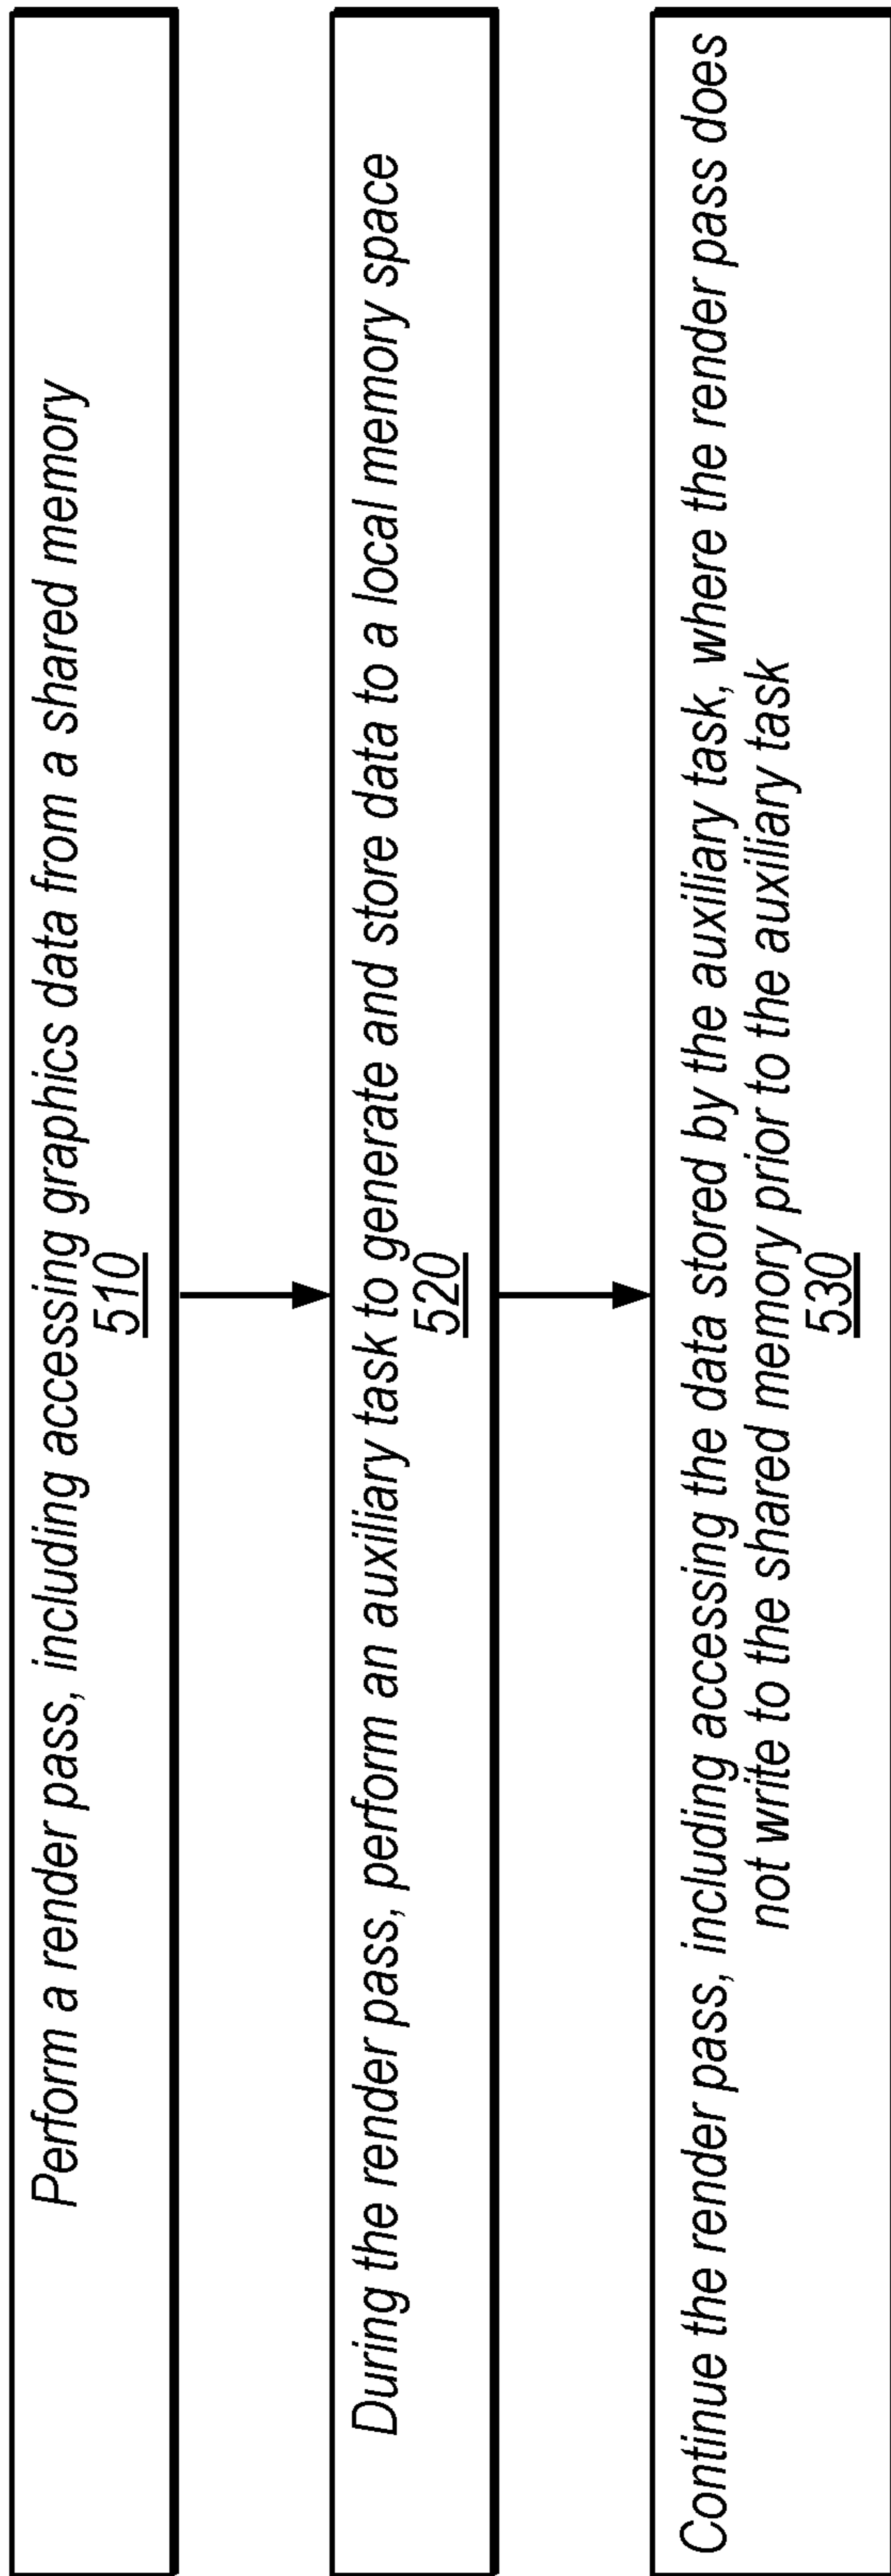 Perform a render pass, including accessing graphics data from a shared memory
510
During the render pass, perform an auxiliary task to generate and store data to a local memory space
520
Continue the render pass, including accessing the data stored by the auxiliary task, where the render pass does
not write to the shared memory prior to the auxiliary task
530